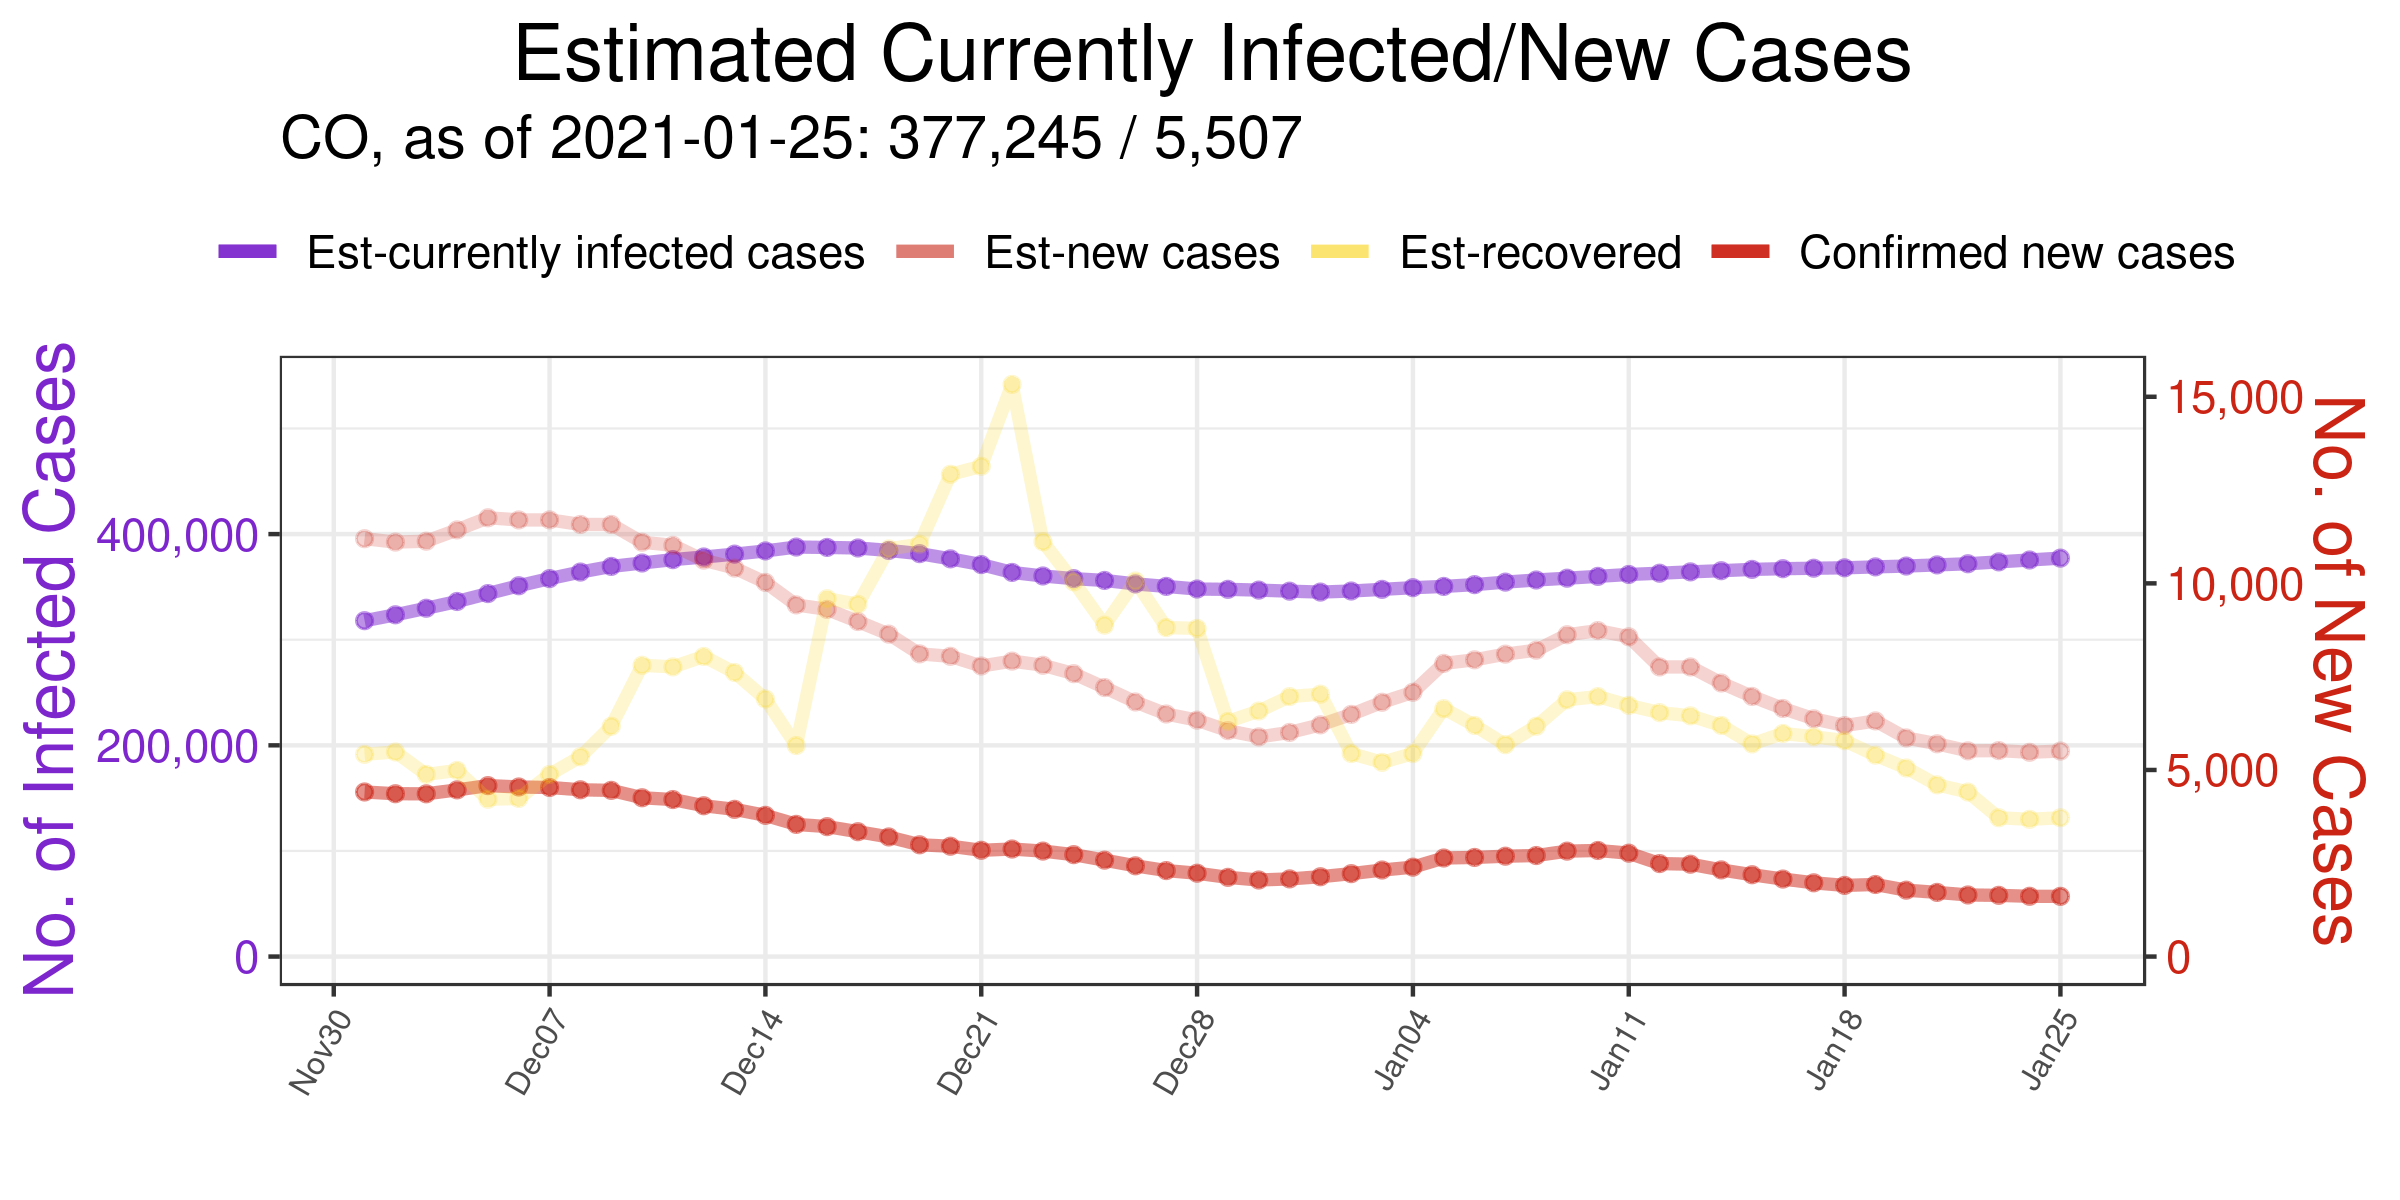 Estimated Currently Infected/New Cases
CO, as of 2021-01-25: 377,245 / 5,507
Est-currently infected cases Est-new cases Est-recovered Confirmed new cases
No. of Infected Cases
400,000
200,000
0
15,000
10,000
5,000
0
No. of New Cases
Nov30 Dec07 Dec14 Dec21 Dec28 Jan04 Jan11 Jan18 Jan25